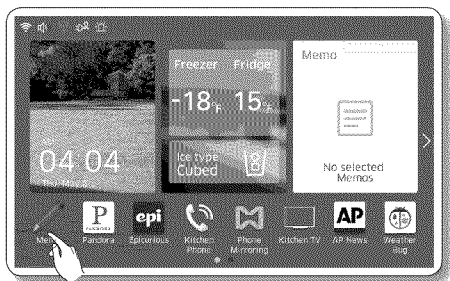 Memo
Freezer Fridge
-18°F 15°F
04 04
Ice type
Cubed
No selected
Memos
P
PANDORA
epi
AP
Pandora
Epicurious
Kitchen
Phone
Phone
Mirroring
Kitchen TV
AP News
Weather
Bug